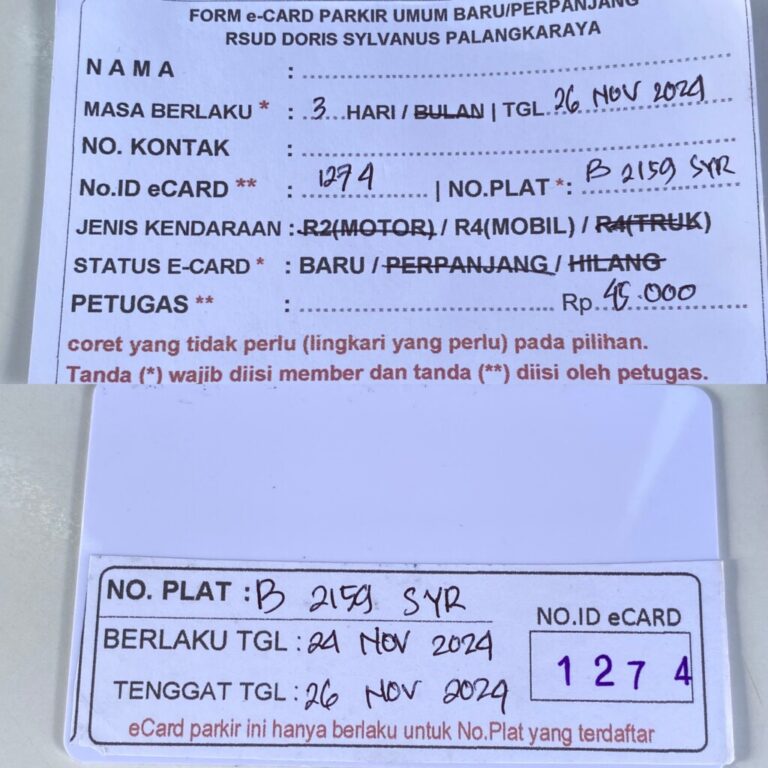 FORM e-CARD PARKIR UMUM BARU/PERPANJANG
RSUD DORIS SYLVANUS PALANGKARAYA
NAMA :
MASA BERLAKU * : 3 HARI / BULAN | TGL 26 NOV 2024
NO. KONTAK :
No.ID eCARD ** : 1274 | NO.PLAT *: B 2159 SYR
JENIS KENDARAAN : R2(MOTOR) / R4(MOBIL) / R4(TRUK)
STATUS E-CARD * : BARU / PERPANJANG / HILANG
PETUGAS ** : Rp 45.000
coret yang tidak perlu (lingkari yang perlu) pada pilihan.
Tanda (*) wajib diisi member dan tanda (**) diisi oleh petugas.
NO. PLAT : B 2159 SYR
BERLAKU TGL : 24 NOV 2024
TENGGAT TGL : 26 NOV 2024
NO.ID eCARD
1274
eCard parkir ini hanya berlaku untuk No.Plat yang terdaftar